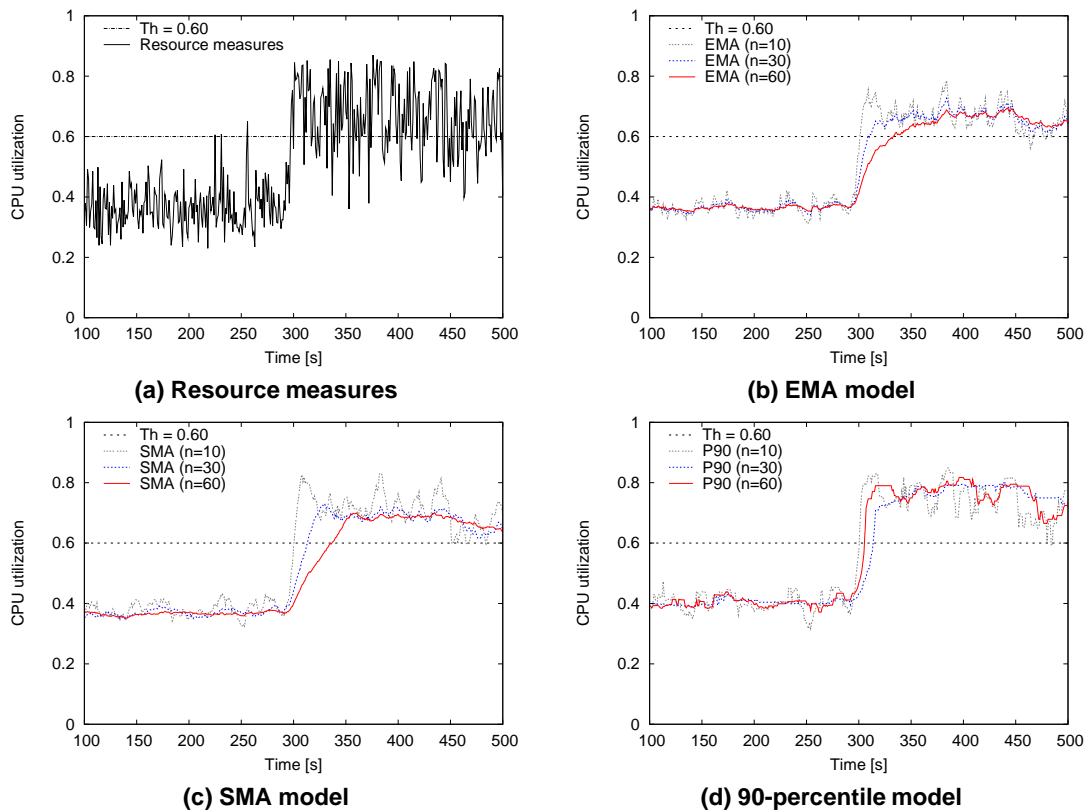 Th = 0.60
Resource measures
CPU utilization
1
0.8
0.6
0.4
0.2
0
100 150 200 250 300 350 400 450 500
Time [s]
(a) Resource measures
Th = 0.60
EMA (n=10)
EMA (n=30)
EMA (n=60)
CPU utilization
1
0.8
0.6
0.4
0.2
0
100 150 200 250 300 350 400 450 500
Time [s]
(b) EMA model
Th = 0.60
SMA (n=10)
SMA (n=30)
SMA (n=60)
CPU utilization
1
0.8
0.6
0.4
0.2
0
100 150 200 250 300 350 400 450 500
Time [s]
(c) SMA model
Th = 0.60
P90 (n=10)
P90 (n=30)
P90 (n=60)
CPU utilization
1
0.8
0.6
0.4
0.2
0
100 150 200 250 300 350 400 450 500
Time [s]
(d) 90-percentile model